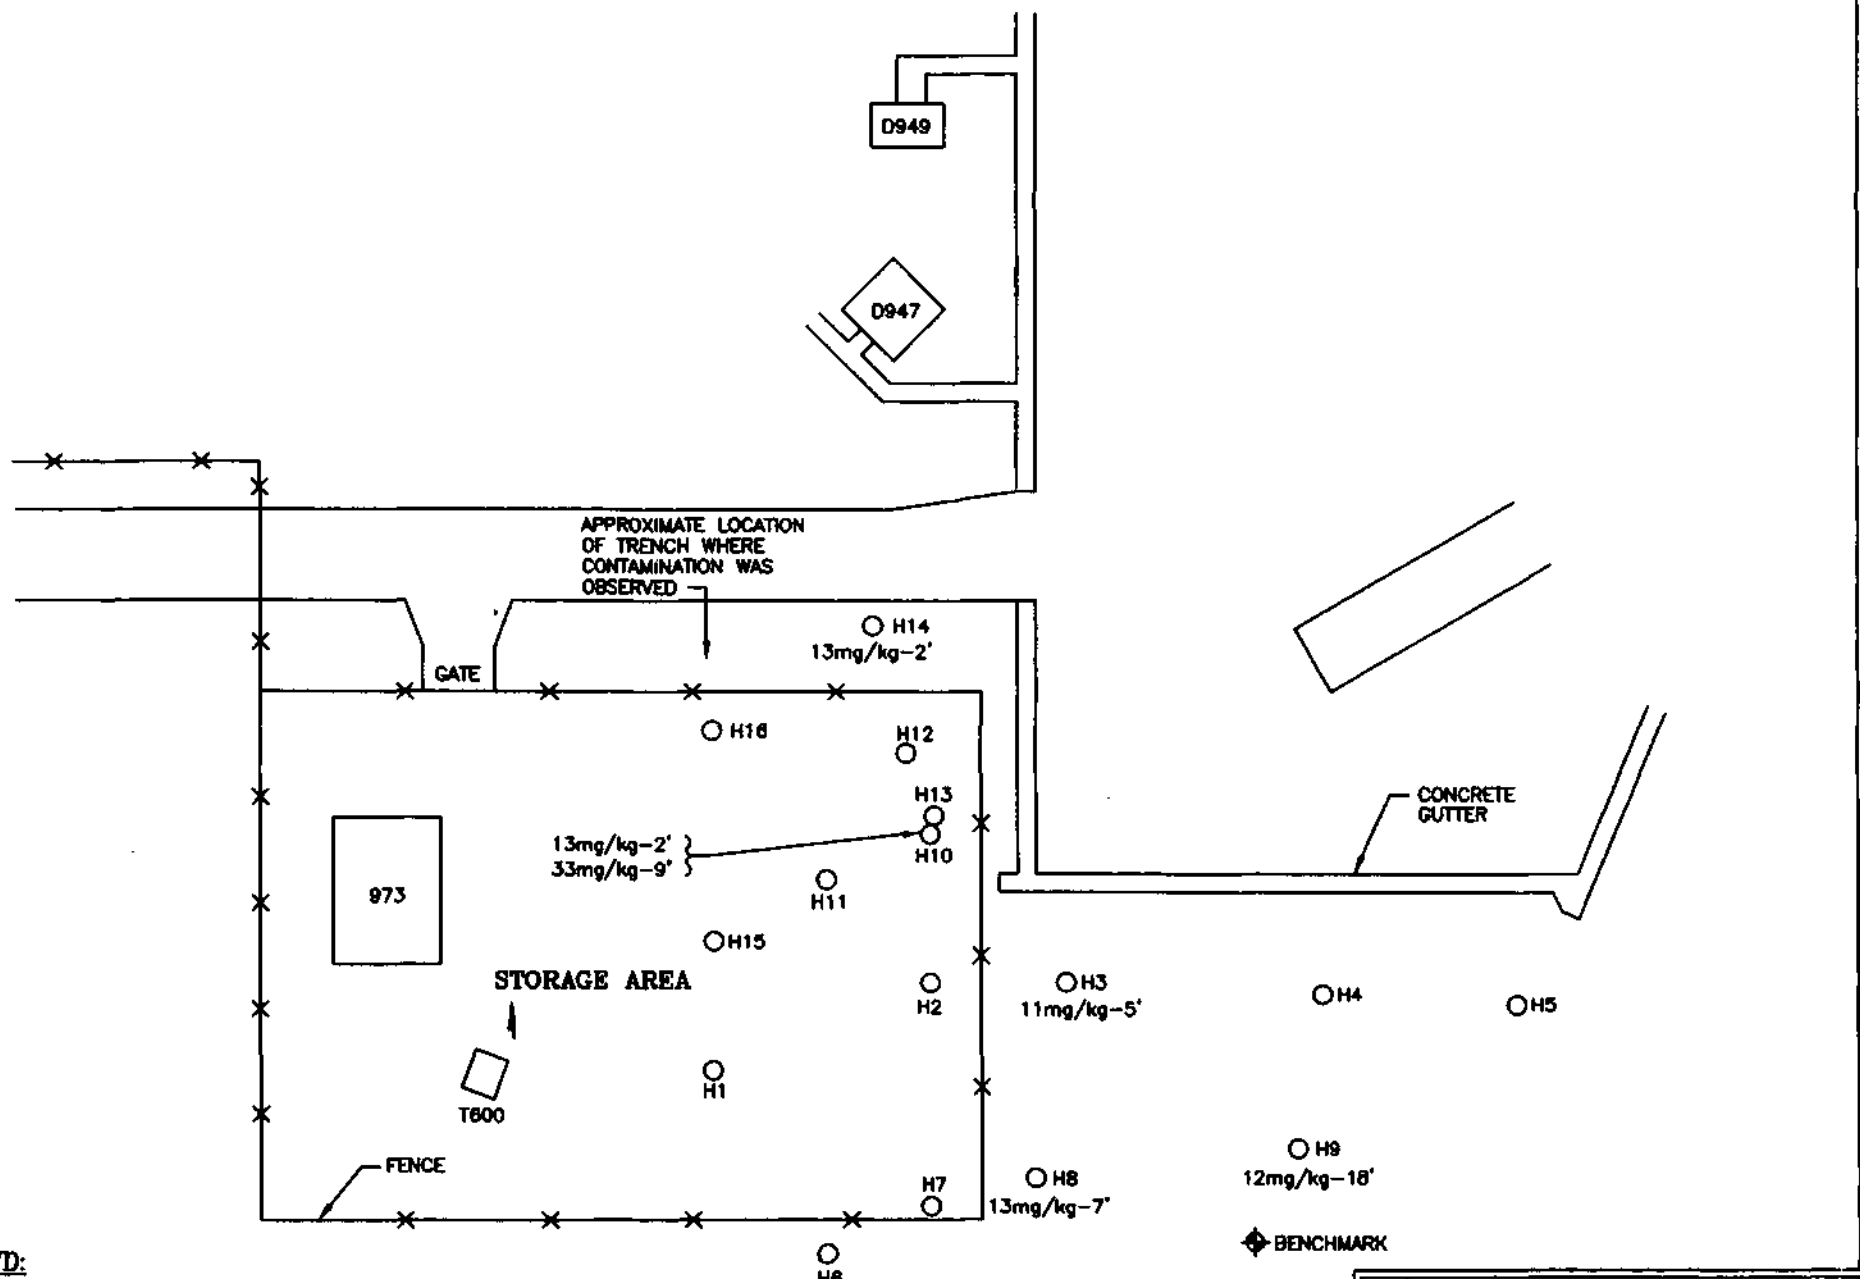 D949
D947
APPROXIMATE LOCATION
OF TRENCH WHERE
CONTAMINATION WAS
OBSERVED
H14
13mg/kg-2'
GATE
H16
H12
H13
13mg/kg-2'
33mg/kg-9'
H10
CONCRETE
GUTTER
H11
973
H15
STORAGE AREA
H2
H3
11mg/kg-5'
H4
H5
H1
T600
FENCE
H7
H8
13mg/kg-7'
H9
12mg/kg-18'
BENCHMARK
H6
D: